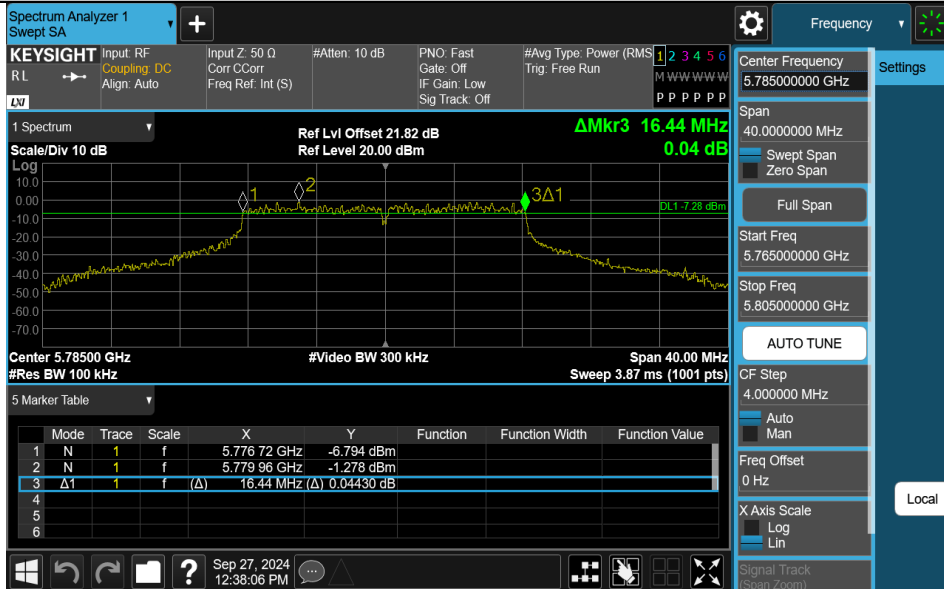 Spectrum Analyzer 1
Swept SA
+
Frequency
KEYSIGHT
R L
LXI
Input: RF
Coupling: DC
Align: Auto
Input Z: 50 Ω
Corr CCorr
Freq Ref: Int (S)
#Atten: 10 dB
PNO: Fast
Gate: Off
IF Gain: Low
Sig Track: Off
#Avg Type: Power (RMS
Trig: Free Run
1 2 3 4 5 6
M W W W W W
P P P P P P
1 Spectrum
Scale/Div 10 dB
Ref Lvl Offset 21.82 dB
Ref Level 20.00 dBm
ΔMkr3 16.44 MHz
0.04 dB
Log
10.0
0.00
-10.0
-20.0
-30.0
-40.0
-50.0
-60.0
-70.0
1
2
3Δ1
DL1 -7.28 dBm
Center 5.78500 GHz
#Video BW 300 kHz
Span 40.00 MHz
#Res BW 100 kHz
Sweep 3.87 ms (1001 pts)
5 Marker Table
Mode Trace Scale X Y Function Function Width Function Value
1 N 1 f 5.776 72 GHz -6.794 dBm
2 N 1 f 5.779 96 GHz -1.278 dBm
3 Δ1 1 f (Δ) 16.44 MHz (Δ) 0.04430 dB
4
5
6
?
Sep 27, 2024
12:38:06 PM
Center Frequency
5.785000000 GHz
Settings
Span
40.0000000 MHz
Swept Span
Zero Span
Full Span
Start Freq
5.765000000 GHz
Stop Freq
5.805000000 GHz
AUTO TUNE
CF Step
4.000000 MHz
Auto
Man
Freq Offset
0 Hz
Local
X Axis Scale
Log
Lin
Signal Track
(Span Zoom)